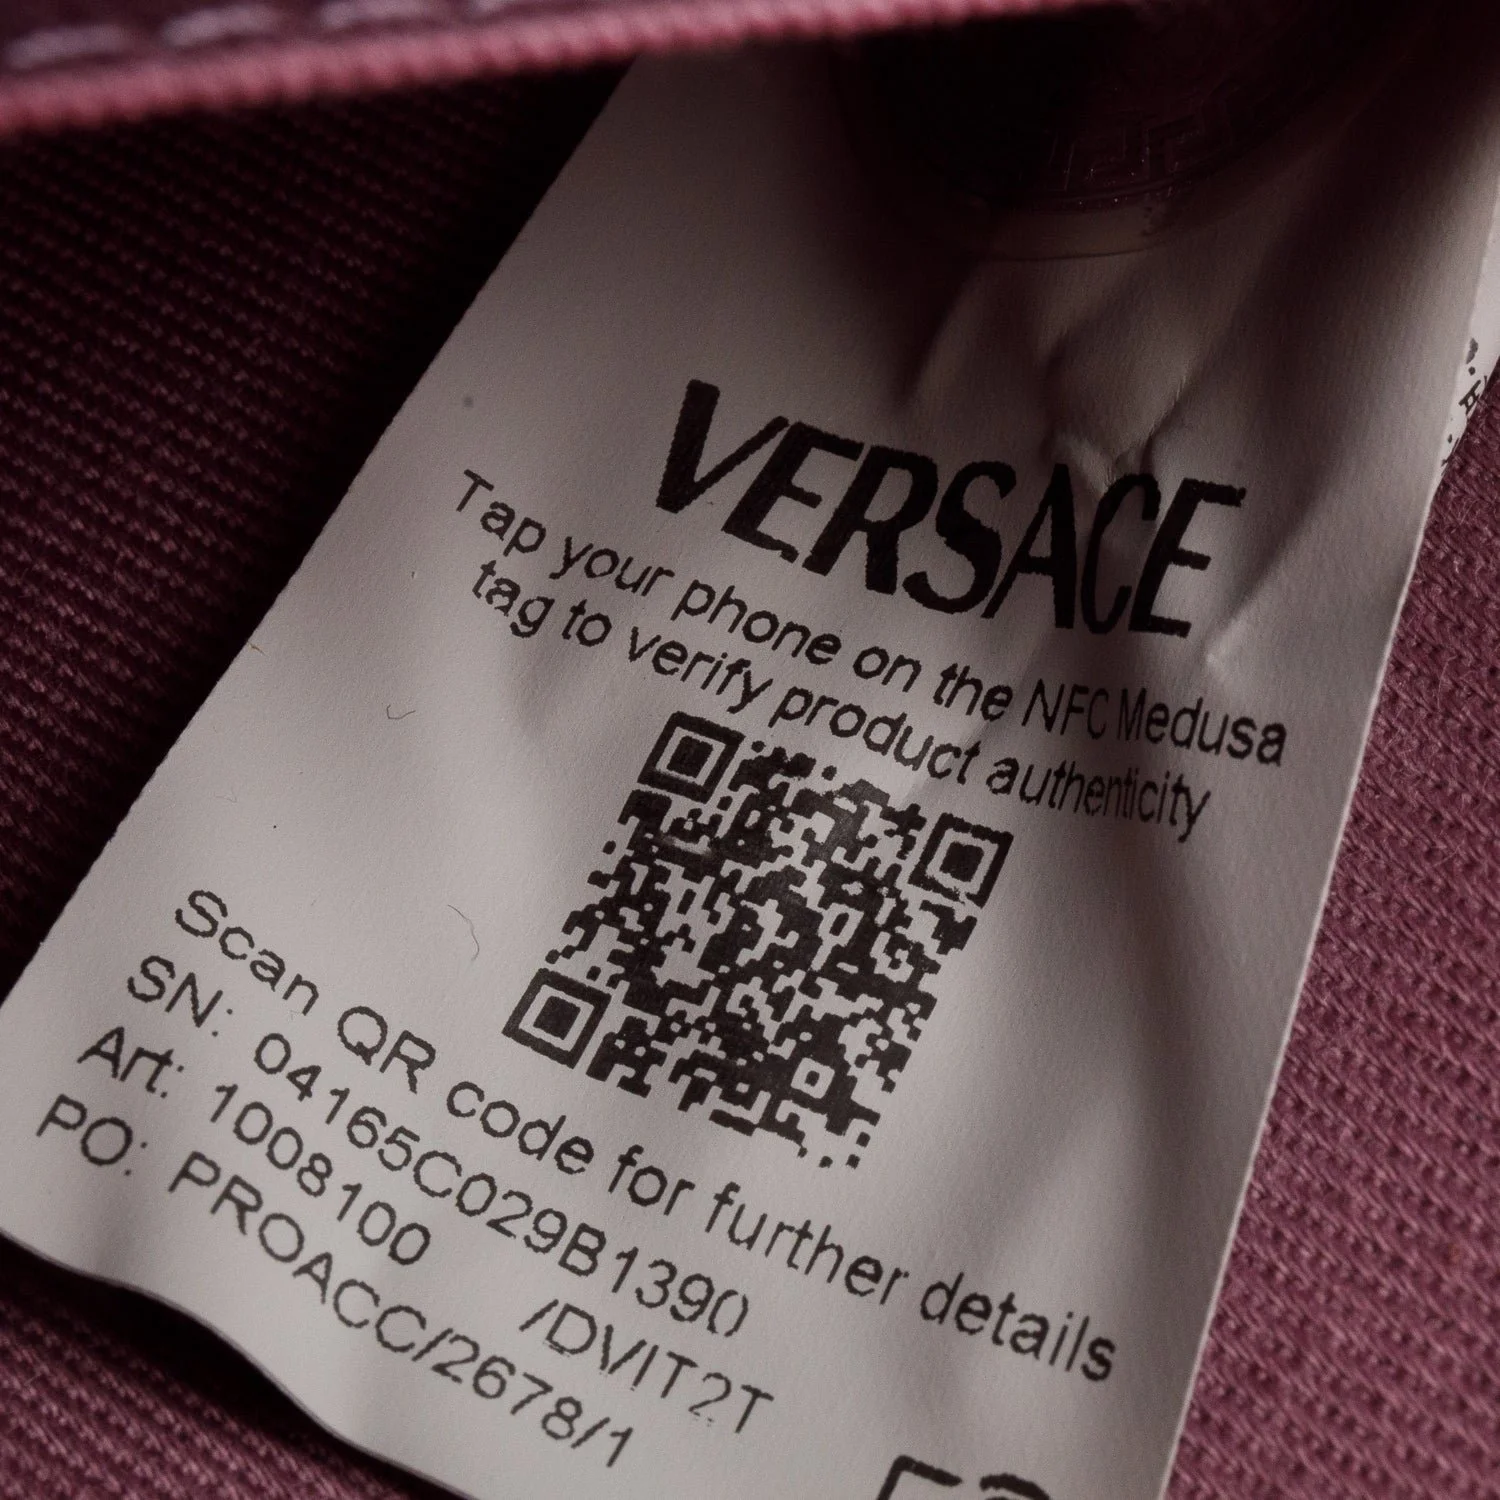 VERSACE
Tap your phone on the NFC Medusa
tag to verify product authenticity
Scan QR code for further details
SN: 04165C029B1390
Art: 1008100 /DVIT2T
PO: PROACC/2678/1